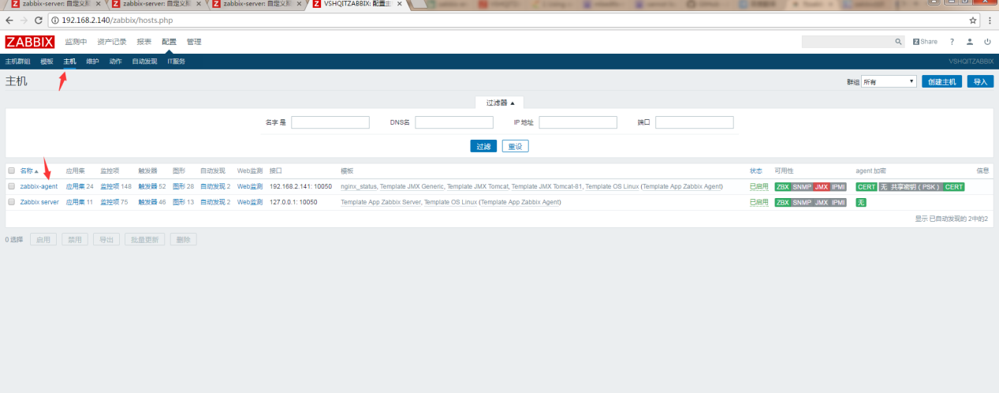 zabbix-server: 自定义 zabbix-server: 自定义 zabbix-server: 自定义 VSHQITZABBIX: 配置主
192.168.2.140/zabbix/hosts.php
ZABBIX 监测中 资产记录 报表 配置 管理 Share ?
主机群组 模板 主机 维护 动作 自动发现 IT服务 VSHQITZABBIX
主机 群组 所有 创建主机 导入
过滤器
名字 是 DNS名 IP 地址 端口
过滤 重设
名称 应用集 监控项 触发器 图形 自动发现 Web监测 接口 模板 状态 可用性 agent 加密 信息
zabbix-agent 应用集 24 监控项 148 触发器 52 图形 28 自动发现 2 Web监测 192.168.2.141: 10050 nginx_status, Template JMX Generic, Template JMX Tomcat, Template JMX Tomcat-81, Template OS Linux (Template App Zabbix Agent) 已启用 ZBX SNMP JMX IPMI CERT 无 共享密钥 ( PSK ) CERT
Zabbix server 应用集 11 监控项 75 触发器 46 图形 13 自动发现 2 Web监测 127.0.0.1: 10050 Template App Zabbix Server, Template OS Linux (Template App Zabbix Agent) 已启用 ZBX SNMP JMX IPMI 无
显示 已自动发现的 2中的2
0 选择 启用 禁用 导出 批量更新 删除